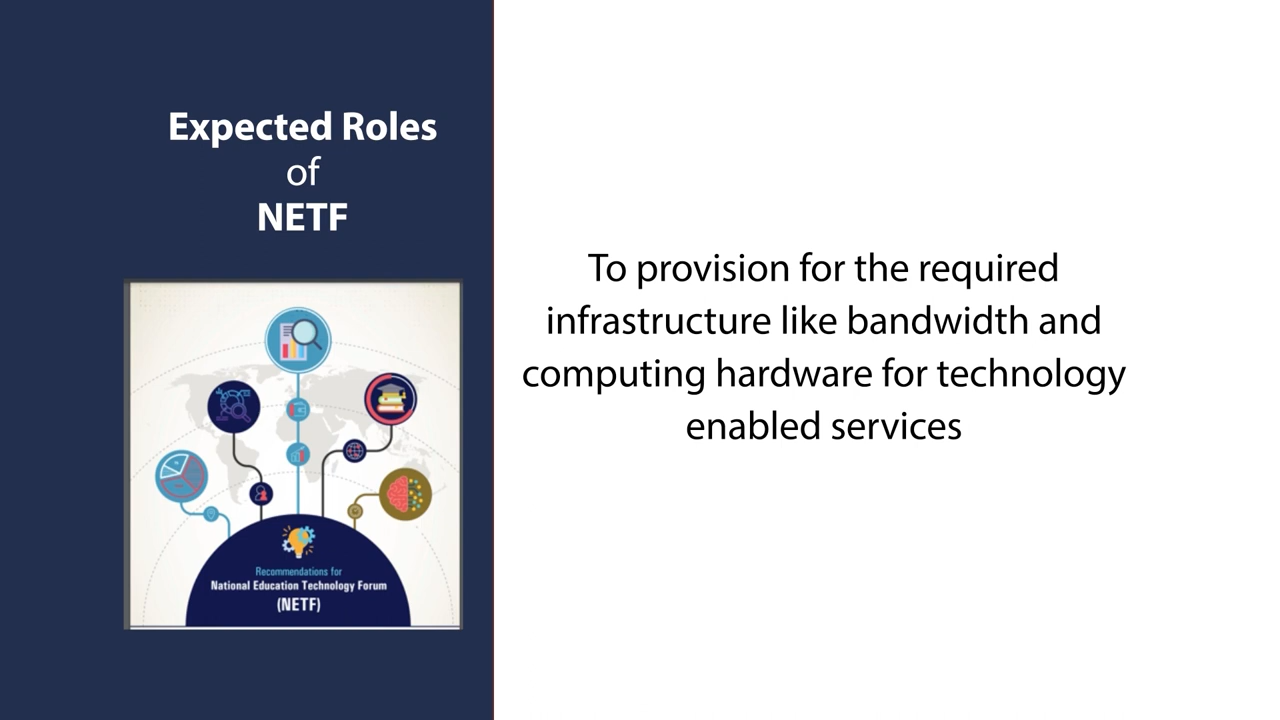 Expected Roles
of
NETF
Recommendations for
National Education Technology Forum
(NETF)
To provision for the required
infrastructure like bandwidth and
computing hardware for technology
enabled services